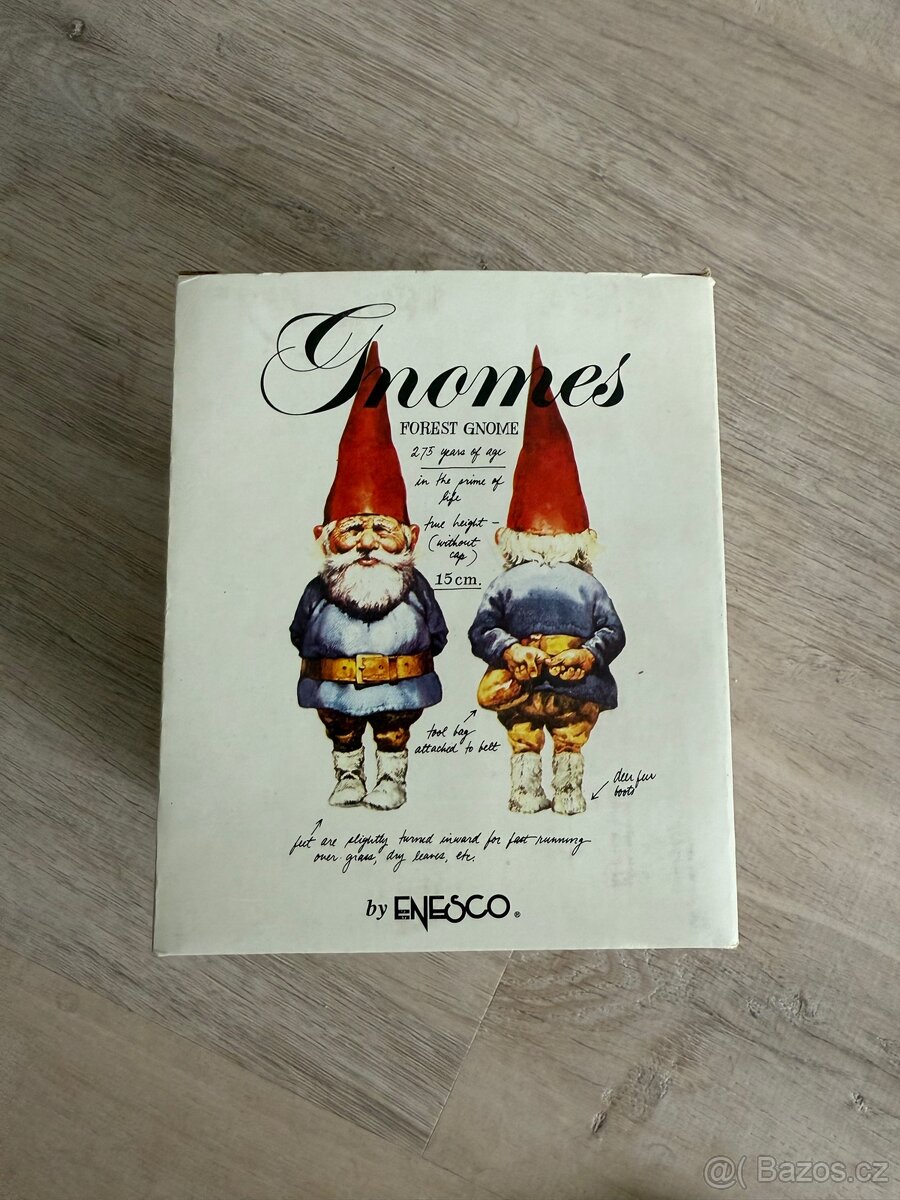 Gnomes
FOREST GNOME
275 years of age
in the prime of
life
true height –
(without
cap)
15 cm.
tool bag
attached to belt
deer fur
boots
feet are slightly turned inward for fast running
over grass, dry leaves, etc.
by ENESCO®
@( Bazos.cz